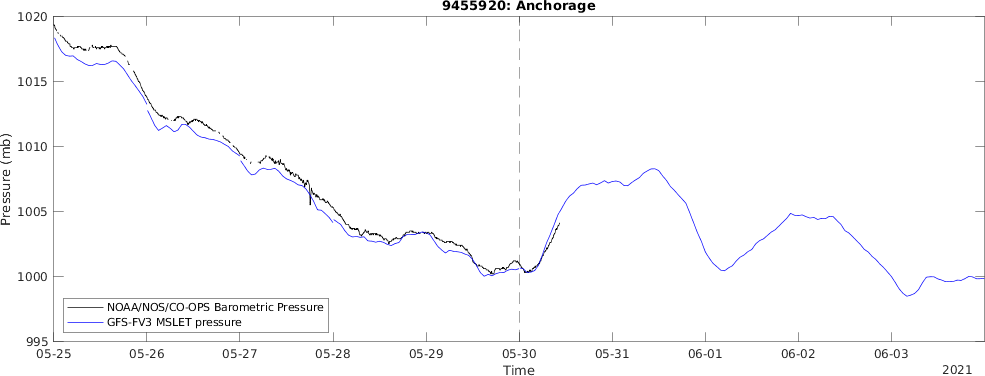 9455920: Anchorage
1020
1015
1010
1005
1000
995
Pressure (mb)
NOAA/NOS/CO-OPS Barometric Pressure
GFS-FV3 MSLET pressure
05-25 05-26 05-27 05-28 05-29 05-30 05-31 06-01 06-02 06-03
Time
2021